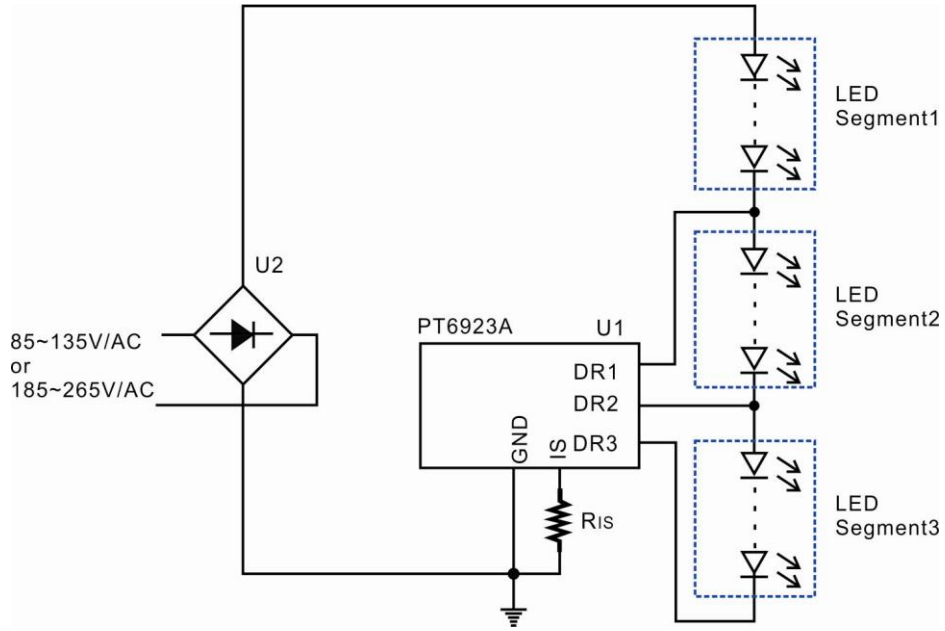 LED
Segment1
U2
85~135V/AC
or
185~265V/AC
PT6923A
U1
DR1
DR2
DR3
GND
IS
RIS
LED
Segment2
LED
Segment3